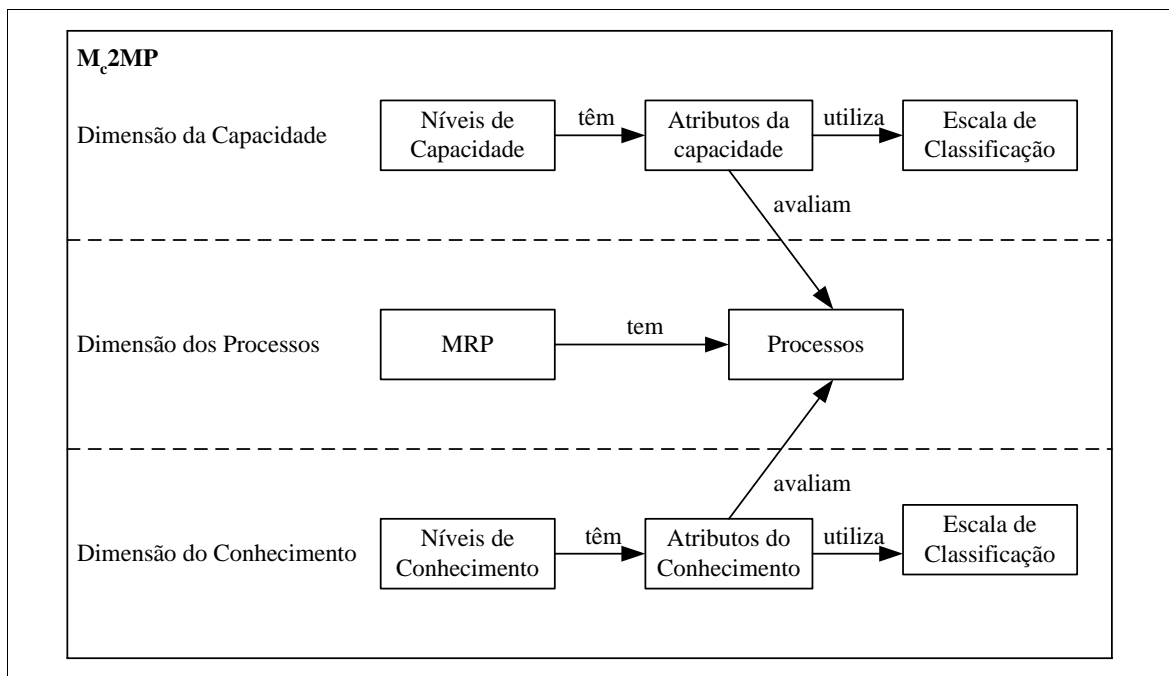 M_c2MP
Dimensão da Capacidade
Níveis de
Capacidade
têm
Atributos da
capacidade
utiliza
Escala de
Classificação
avaliam
Dimensão dos Processos
MRP
tem
Processos
avaliam
Dimensão do Conhecimento
Níveis de
Conhecimento
têm
Atributos do
Conhecimento
utiliza
Escala de
Classificação